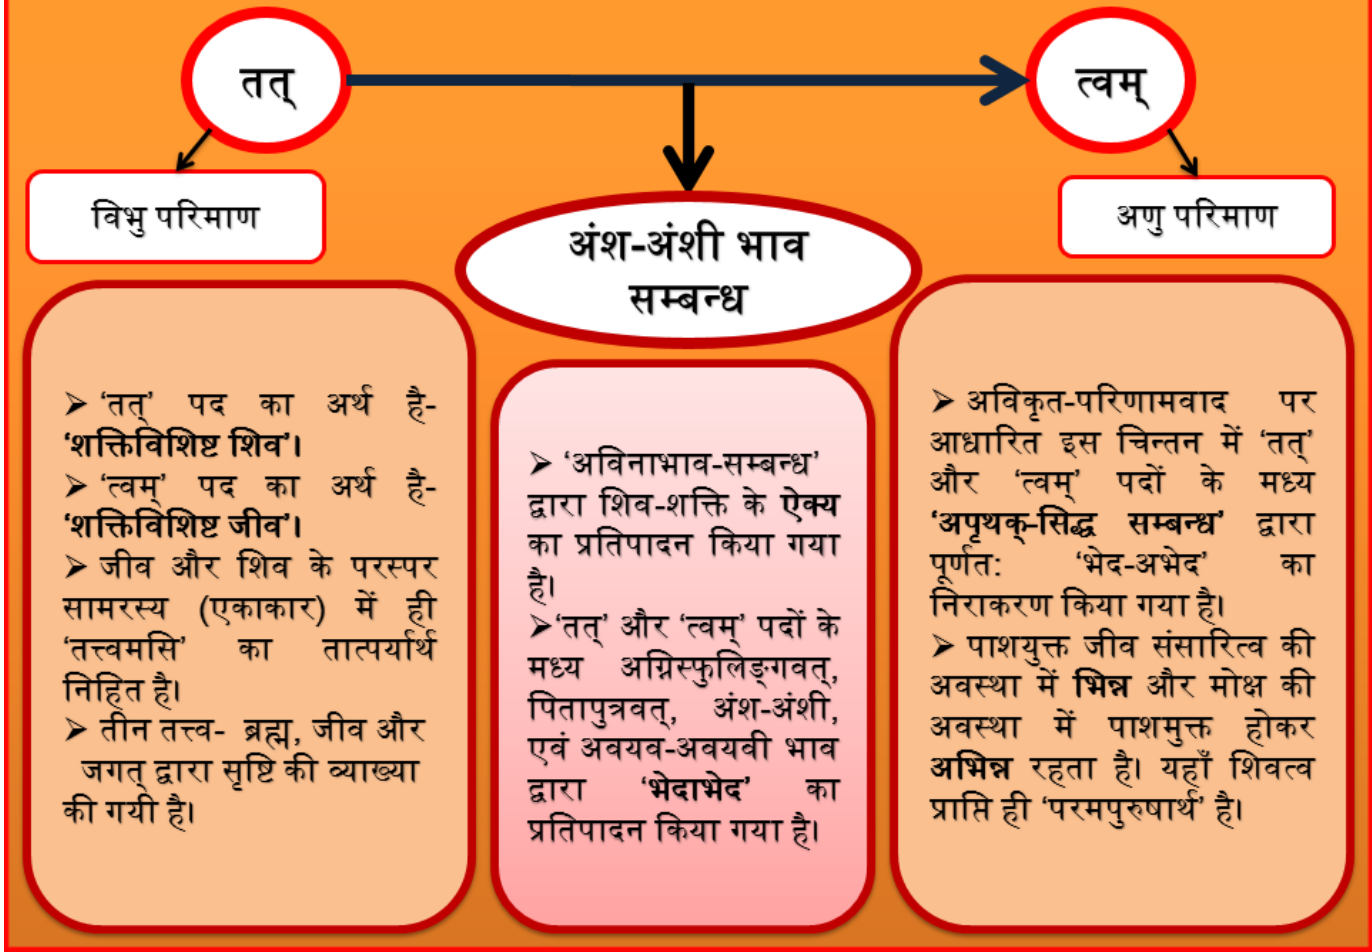 तत्
त्वम्
विभु परिमाण
अणु परिमाण
अंश-अंशी भाव
सम्बन्ध
➢ ‘तत्’ पद का अर्थ है-
‘शक्तिविशिष्ट शिव’।
➢ ‘त्वम्’ पद का अर्थ है-
‘शक्तिविशिष्ट जीव’।
➢ जीव और शिव के परस्पर
सामरस्य (एकाकार) में ही
‘तत्त्वमसि’ का तात्पर्यार्थ
निहित है।
➢ तीन तत्त्व- ब्रह्म, जीव और
जगत् द्वारा सृष्टि की व्याख्या
की गयी है।
➢ ‘अविनाभाव-सम्बन्ध’
द्वारा शिव-शक्ति के ऐक्य
का प्रतिपादन किया गया
है।
➢‘तत्’ और ‘त्वम्’ पदों के
मध्य अग्निस्फुलिङ्गवत्,
पितापुत्रवत्, अंश-अंशी,
एवं अवयव-अवयवी भाव
द्वारा ‘भेदाभेद’ का
प्रतिपादन किया गया है।
➢ अविकृत-परिणामवाद पर
आधारित इस चिन्तन में ‘तत्’
और ‘त्वम्’ पदों के मध्य
‘अपृथक्-सिद्ध सम्बन्ध’ द्वारा
पूर्णत: ‘भेद-अभेद’ का
निराकरण किया गया है।
➢ पाशयुक्त जीव संसारित्व की
अवस्था में भिन्न और मोक्ष की
अवस्था में पाशमुक्त होकर
अभिन्न रहता है। यहाँ शिवत्व
प्राप्ति ही ‘परमपुरुषार्थ’ है।